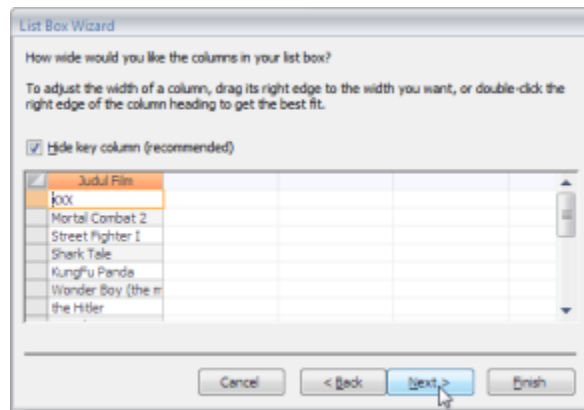 List Box Wizard
How wide would you like the columns in your list box?
To adjust the width of a column, drag its right edge to the width you want, or double-click the
right edge of the column heading to get the best fit.
Hide key column (recommended)
Judul Film
XXX
Mortal Combat 2
Street Fighter I
Shark Tale
KungFu Panda
Wonder Boy (the m
the Hitler
Cancel
< Back
Next >
Finish